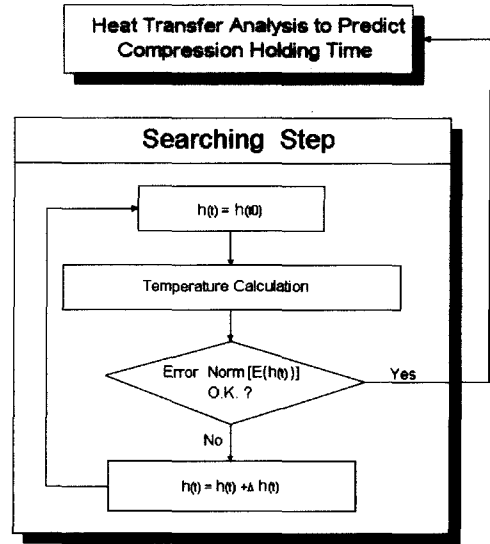 Heat Transfer Analysis to Predict
Compression Holding Time
Searching Step
h(t) = h(t0)
Temperature Calculation
Error Norm [E(h(t))]
O.K. ?
Yes
No
h(t) = h(t) +Δ h(t)